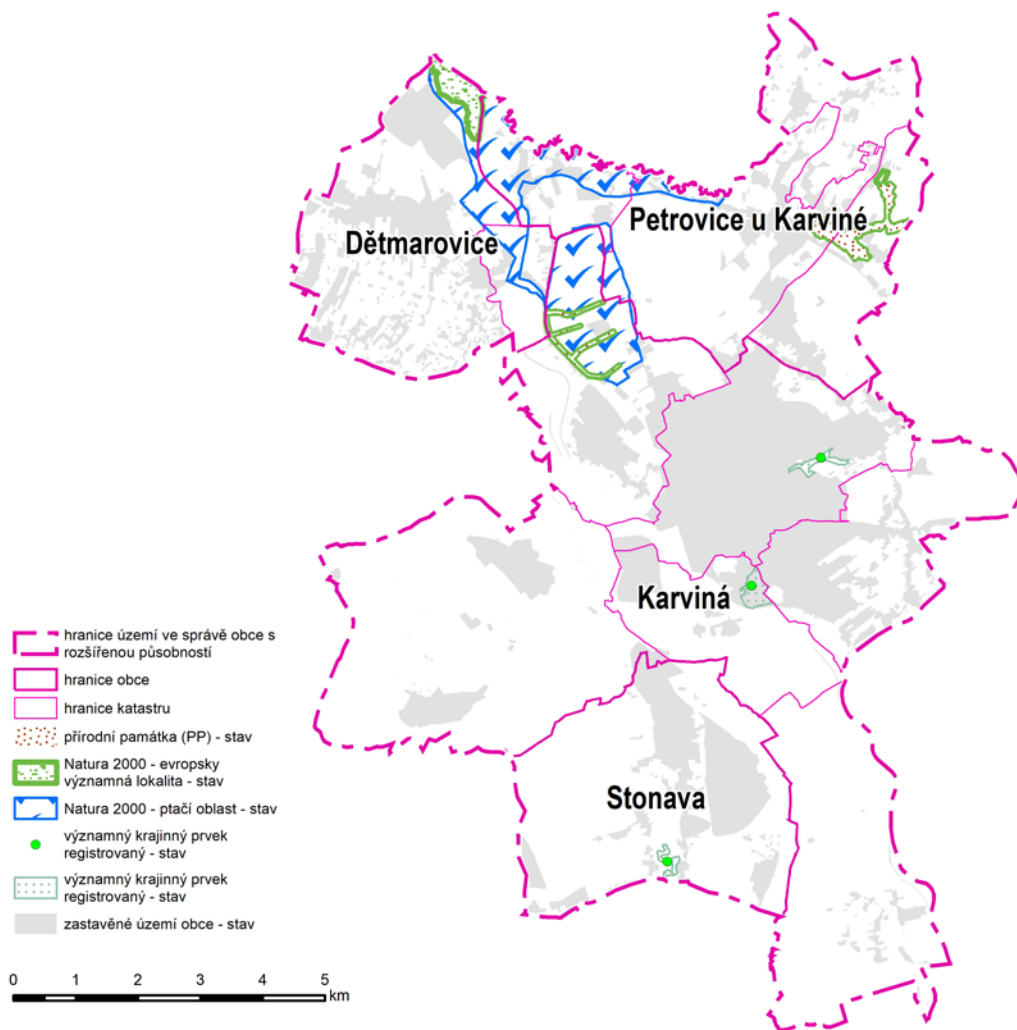 Petrovice u Karviné
Dětmarovice
Karviná
Stonava
hranice území ve správě obce s
rozšířenou působností
hranice obce
hranice katastru
přírodní památka (PP) - stav
Natura 2000 - evropsky
významná lokalita - stav
Natura 2000 - ptačí oblast - stav
významný krajinný prvek
registrovaný - stav
významný krajinný prvek
registrovaný - stav
zastavěné území obce - stav
0 1 2 3 4 5
km